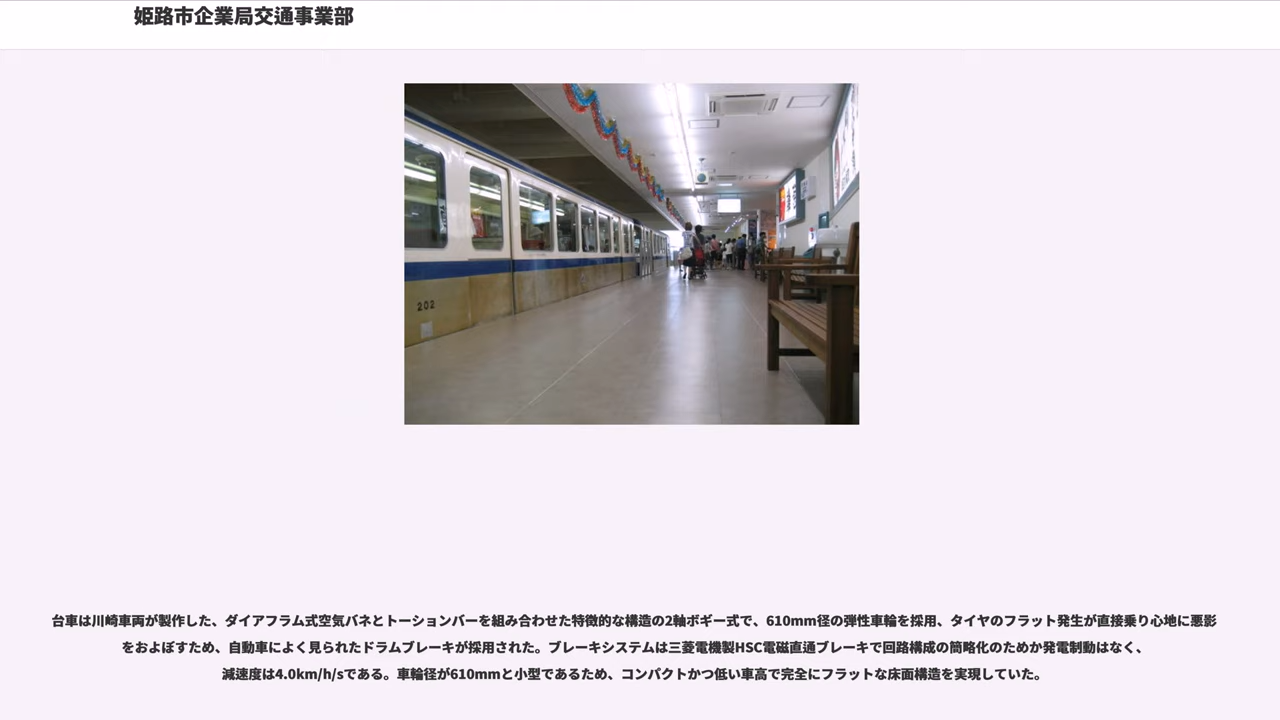 姫路市企業局交通事業部
202
台車は川崎車両が製作した、ダイアフラム式空気バネとトーションバーを組み合わせた特徴的な構造の2軸ボギー式で、610mm径の弾性車輪を採用、タイヤのフラット発生が直接乗り心地に悪影
をおよぼすため、自動車によく見られたドラムブレーキが採用された。ブレーキシステムは三菱電機製HSC電磁直通ブレーキで回路構成の簡略化のためか発電制動はなく、
減速度は4.0km/h/sである。車輪径が610mmと小型であるため、コンパクトかつ低い車高で完全にフラットな床面構造を実現していた。